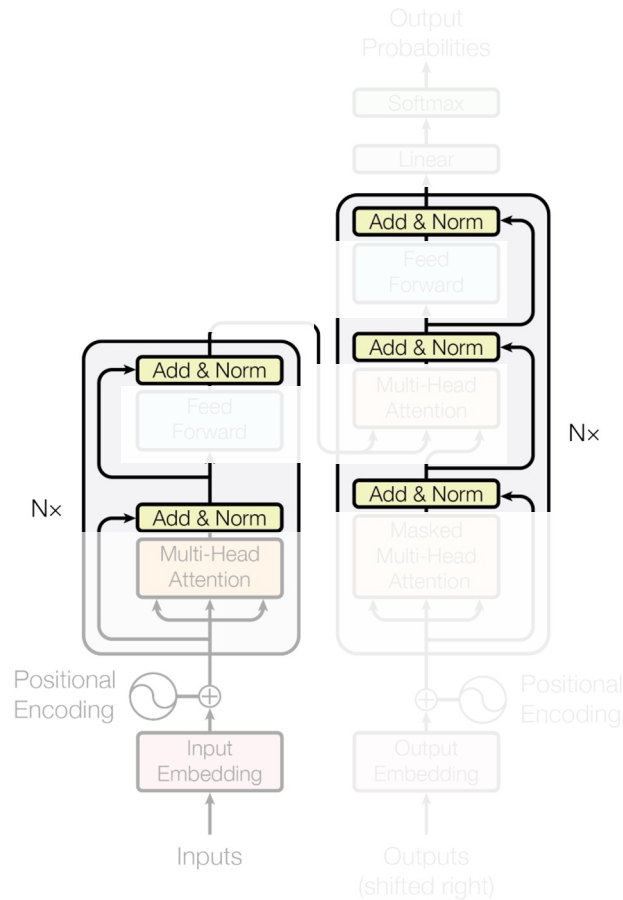 Output
Probabilities
Softmax
Linear
Add & Norm
Feed
Forward
Add & Norm
Multi-Head
Attention
Add & Norm
Masked
Multi-Head
Attention
Nx
Positional
Encoding
Output
Embedding
Outputs
(shifted right)
Add & Norm
Feed
Forward
Add & Norm
Multi-Head
Attention
Nx
Positional
Encoding
Input
Embedding
Inputs